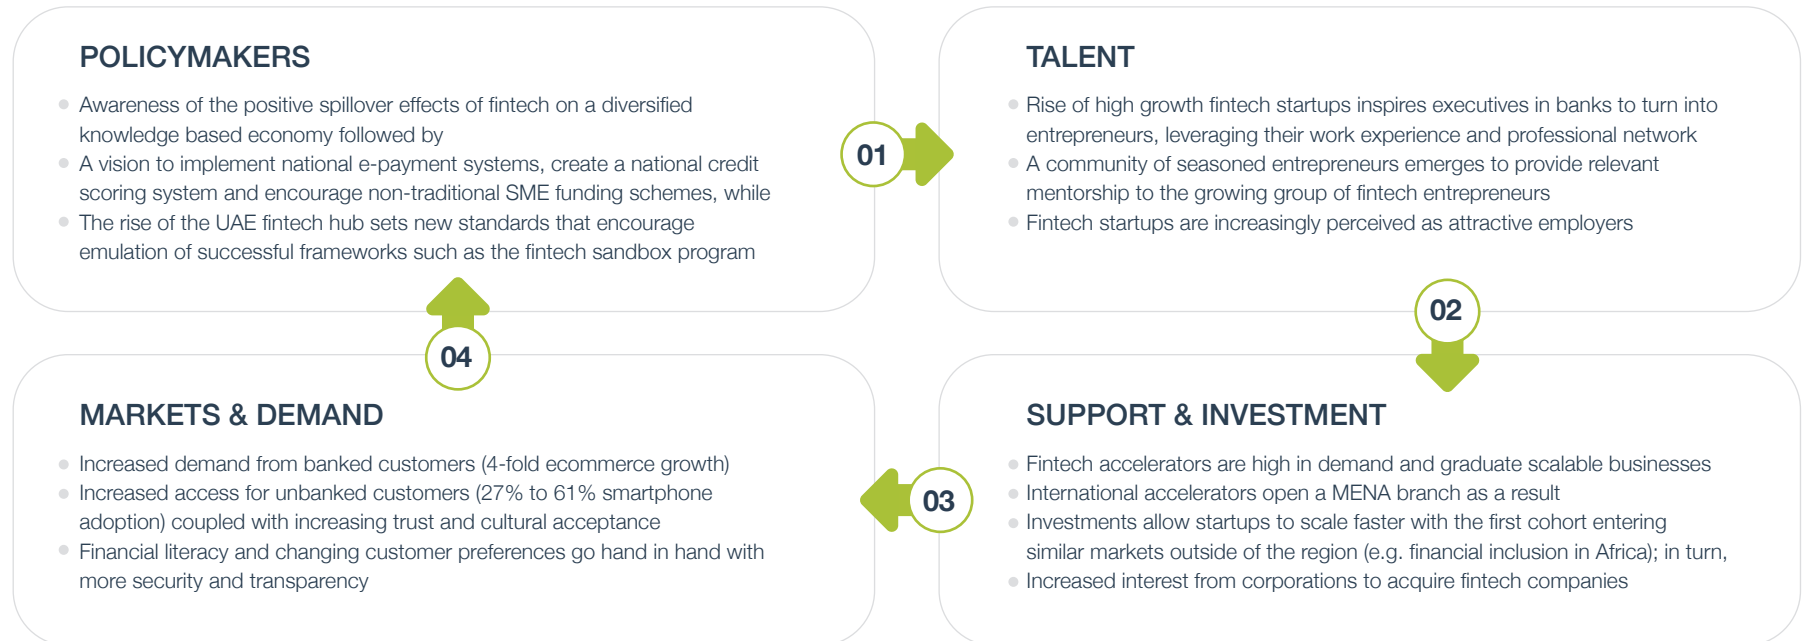 POLICYMAKERS
Awareness of the positive spillover effects of fintech on a diversified
knowledge based economy followed by
A vision to implement national e-payment systems, create a national credit
scoring system and encourage non-traditional SME funding schemes, while
The rise of the UAE fintech hub sets new standards that encourage
emulation of successful frameworks such as the fintech sandbox program
01
TALENT
Rise of high growth fintech startups inspires executives in banks to turn into
entrepreneurs, leveraging their work experience and professional network
A community of seasoned entrepreneurs emerges to provide relevant
mentorship to the growing group of fintech entrepreneurs
Fintech startups are increasingly perceived as attractive employers
02
SUPPORT & INVESTMENT
Fintech accelerators are high in demand and graduate scalable businesses
International accelerators open a MENA branch as a result
Investments allow startups to scale faster with the first cohort entering
similar markets outside of the region (e.g. financial inclusion in Africa); in turn,
Increased interest from corporations to acquire fintech companies
03
MARKETS & DEMAND
Increased demand from banked customers (4-fold ecommerce growth)
Increased access for unbanked customers (27% to 61% smartphone
adoption) coupled with increasing trust and cultural acceptance
Financial literacy and changing customer preferences go hand in hand with
more security and transparency
04